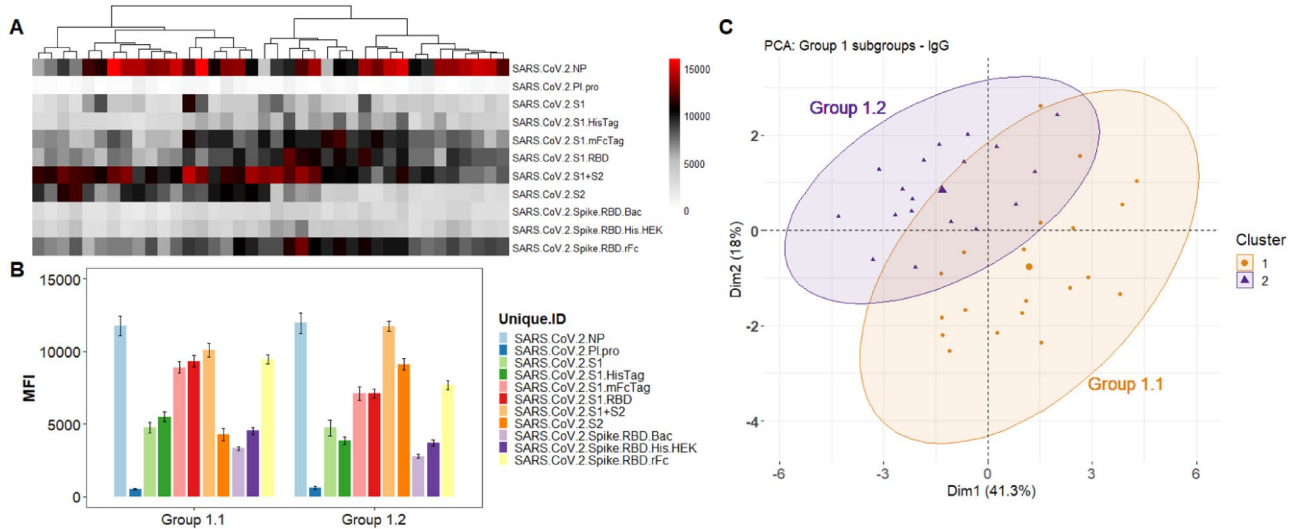 A
SARS.CoV.2.NP
SARS.CoV.2.Pl.pro
SARS.CoV.2.S1
SARS.CoV.2.S1.HisTag
SARS.CoV.2.S1.mFcTag
SARS.CoV.2.S1.RBD
SARS.CoV.2.S1+S2
SARS.CoV.2.S2
SARS.CoV.2.Spike.RBD.Bac
SARS.CoV.2.Spike.RBD.His.HEK
SARS.CoV.2.Spike.RBD.rFc
15000
10000
5000
0
B
15000
10000
5000
0
MFI
Group 1.1
Group 1.2
Unique.ID
SARS.CoV.2.NP
SARS.CoV.2.Pl.pro
SARS.CoV.2.S1
SARS.CoV.2.S1.HisTag
SARS.CoV.2.S1.mFcTag
SARS.CoV.2.S1.RBD
SARS.CoV.2.S1+S2
SARS.CoV.2.S2
SARS.CoV.2.Spike.RBD.Bac
SARS.CoV.2.Spike.RBD.His.HEK
SARS.CoV.2.Spike.RBD.rFc
C
PCA: Group 1 subgroups - IgG
Group 1.2
Group 1.1
2
0
-2
-4
Dim2 (18%)
-6
-3
0
3
6
Dim1 (41.3%)
Cluster
1
2